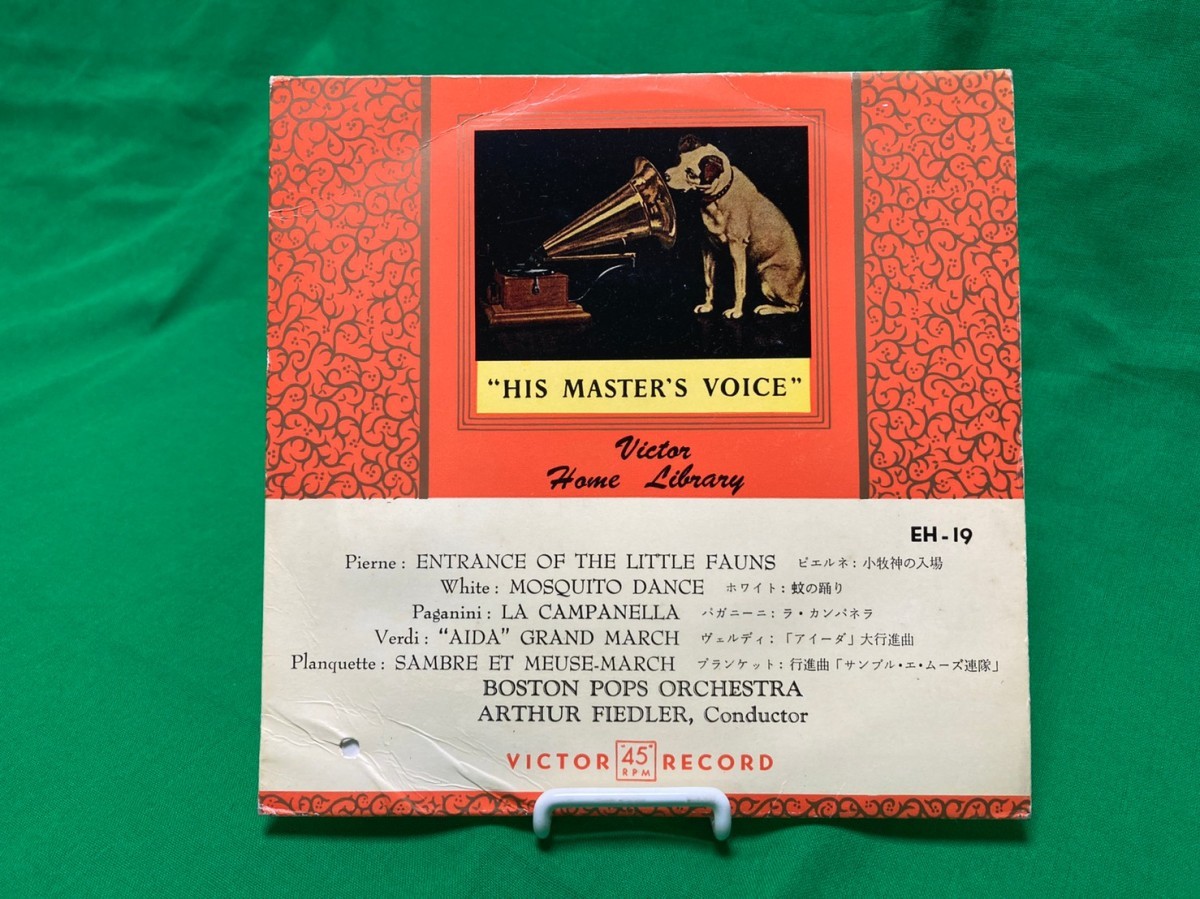 "HIS MASTER'S VOICE"
Victor
Home Library
EH-19
Pierne: ENTRANCE OF THE LITTLE FAUNS ピエルネ:小牧神の入場
White: MOSQUITO DANCE ホワイト:蚊の踊り
Paganini: LA CAMPANELLA パガニーニ:ラ・カンパネラ
Verdi: "AIDA" GRAND MARCH ヴェルディ:「アイーダ」大行進曲
Planquette: SAMBRE ET MEUSE-MARCH プランケット:行進曲「サンブル・エ・ムーズ連隊」
BOSTON POPS ORCHESTRA
ARTHUR FIEDLER, Conductor
VICTOR "45" RPM RECORD